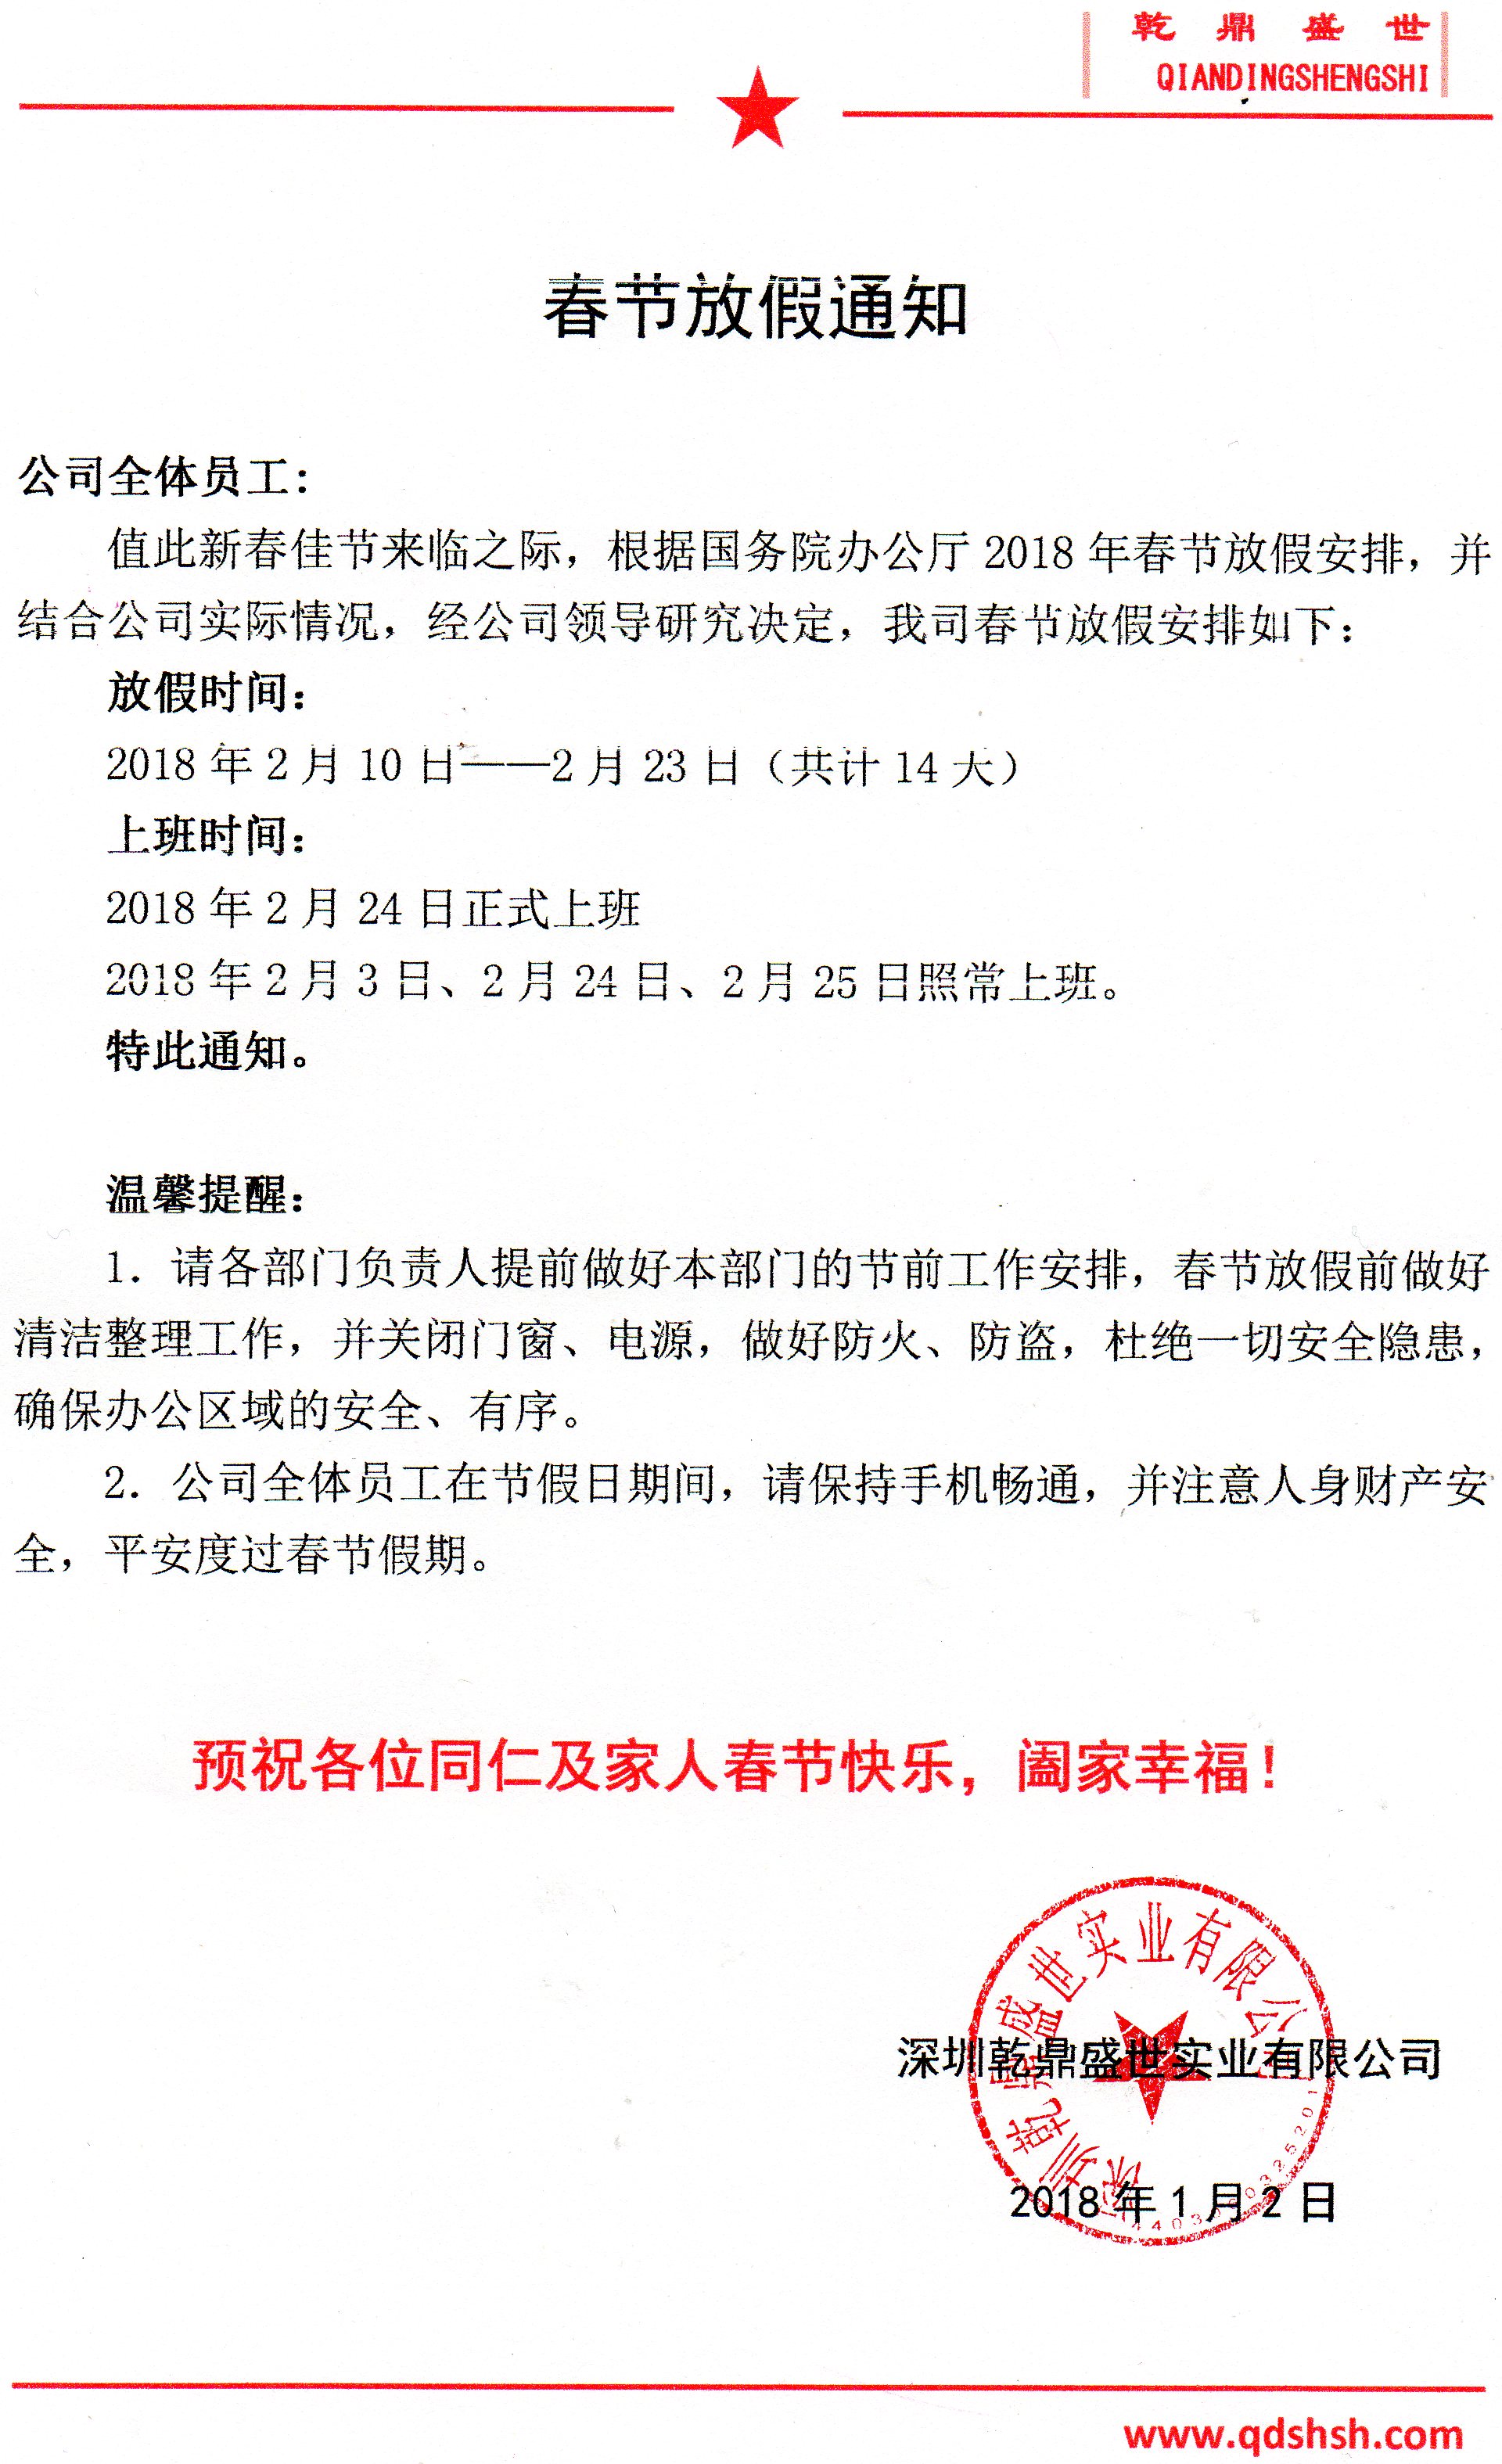 乾鼎盛世
QIANDINGSHENGSHI
春节放假通知
公司全体员工：
值此新春佳节来临之际，根据国务院办公厅 2018 年春节放假安排，并
结合公司实际情况，经公司领导研究决定，我司春节放假安排如下：
放假时间：
2018 年 2 月 10 日——2 月 23 日（共计 14 天）
上班时间：
2018 年 2 月 24 日正式上班
2018 年 2 月 3 日、2 月 24 日、2 月 25 日照常上班。
特此通知。
温馨提醒：
1．请各部门负责人提前做好本部门的节前工作安排，春节放假前做好
清洁整理工作，并关闭门窗、电源，做好防火、防盗，杜绝一切安全隐患，
确保办公区域的安全、有序。
2．公司全体员工在节假日期间，请保持手机畅通，并注意人身财产安
全，平安度过春节假期。
预祝各位同仁及家人春节快乐，阖家幸福！
深圳乾鼎盛世实业有限公司
深圳乾鼎盛世实业有限公司
2018 年 1 月 2 日
www.qdshsh.com